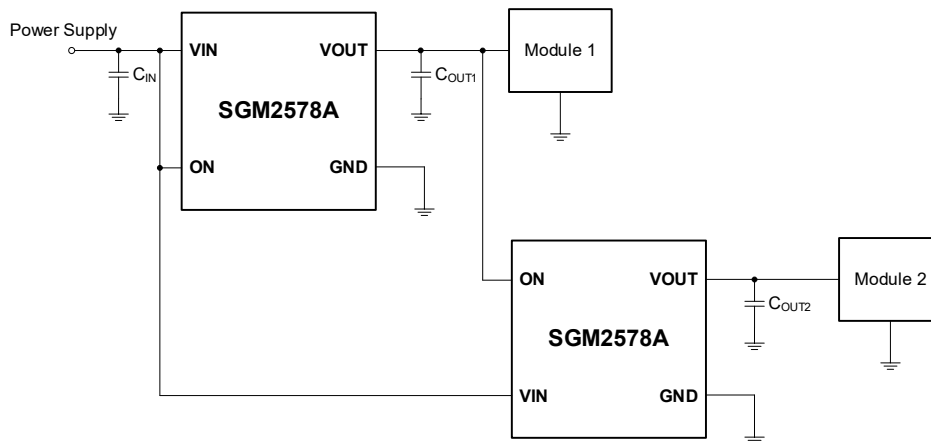 Power Supply
CIN
VIN
VOUT
SGM2578A
ON
GND
COUT1
Module 1
ON
VOUT
SGM2578A
VIN
GND
COUT2
Module 2